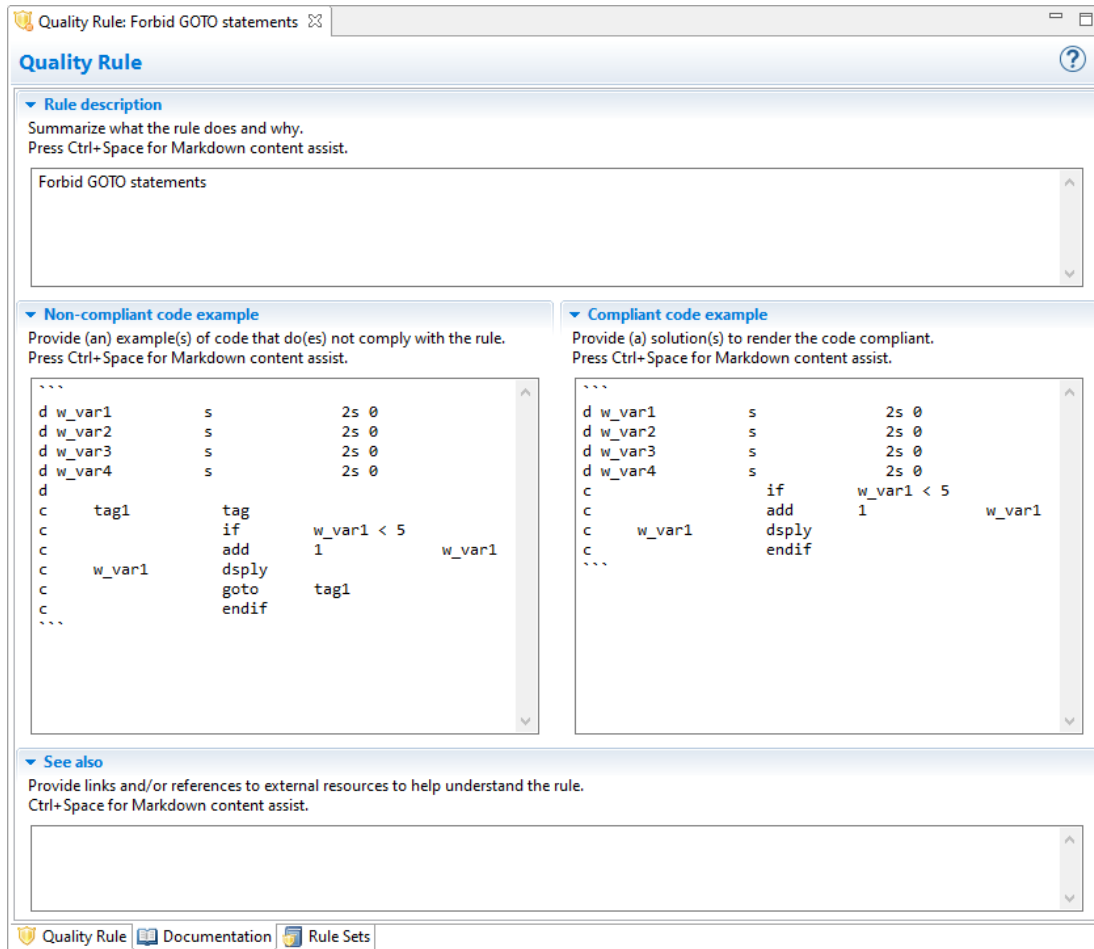 Quality Rule: Forbid GOTO statements
Quality Rule
Rule description
Summarize what the rule does and why.
Press Ctrl+Space for Markdown content assist.
Forbid GOTO statements
Non-compliant code example
Provide (an) example(s) of code that do(es) not comply with the rule.
Press Ctrl+Space for Markdown content assist.
```
d w_var1           s                2s 0
d w_var2           s                2s 0
d w_var3           s                2s 0
d w_var4           s                2s 0
d
c     tag1          tag
c                   if        w_var1 < 5
c                   add       1             w_var1
c     w_var1        dsply
c                   goto      tag1
c                   endif
```
Compliant code example
Provide (a) solution(s) to render the code compliant.
Press Ctrl+Space for Markdown content assist.
```
d w_var1           s                2s 0
d w_var2           s                2s 0
d w_var3           s                2s 0
d w_var4           s                2s 0
c                   if        w_var1 < 5
c                   add       1             w_var1
c     w_var1        dsply
c                   endif
```
See also
Provide links and/or references to external resources to help understand the rule.
Ctrl+Space for Markdown content assist.
Quality Rule Documentation Rule Sets